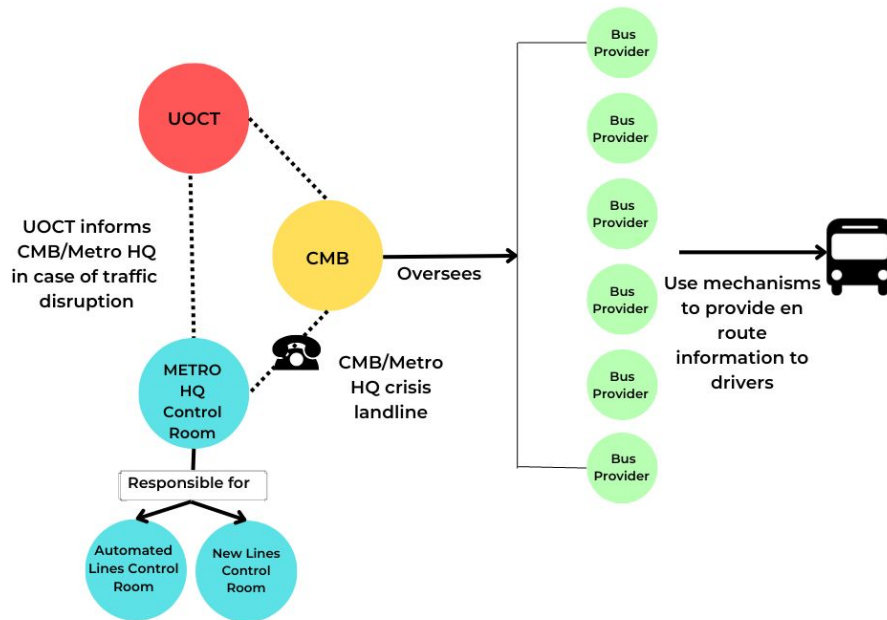 UOCT
UOCT informs
CMB/Metro HQ
in case of traffic
disruption
CMB
Oversees
METRO
HQ
Control
Room
CMB/Metro
HQ crisis
landline
Responsible for
Automated
Lines Control
Room
New Lines
Control
Room
Bus
Provider
Bus
Provider
Bus
Provider
Bus
Provider
Bus
Provider
Bus
Provider
Use mechanisms
to provide en
route
information to
drivers